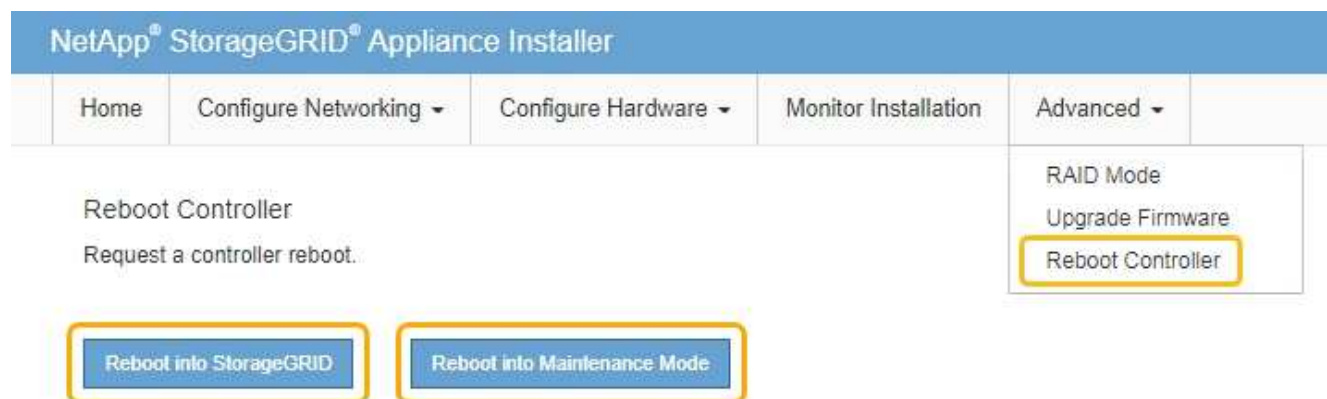 NetApp® StorageGRID® Appliance Installer
Home Configure Networking Configure Hardware Monitor Installation Advanced
RAID Mode
Upgrade Firmware
Reboot Controller
Reboot Controller
Request a controller reboot.
Reboot into StorageGRID Reboot into Maintenance Mode